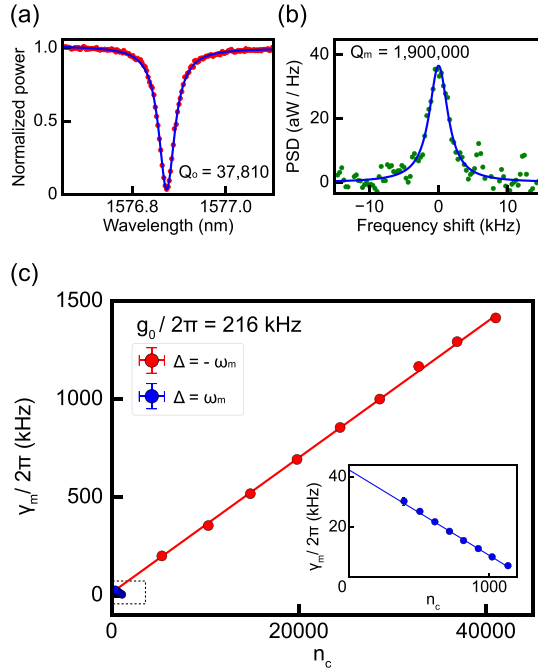 (a)
1.0
0.5
0
Normalized power
Qₒ = 37,810
1576.8
1577.0
Wavelength (nm)
(b)
40
20
0
PSD (aW / Hz)
Qₘ = 1,900,000
−10
0
10
Frequency shift (kHz)
(c)
1500
1000
500
0
γₘ/ 2π (kHz)
g₀/ 2π = 216 kHz
Δ = - ωₘ
Δ = ωₘ
40
20
0
1000
γₘ/ 2π (kHz)
n꜀
0
20000
40000
n꜀